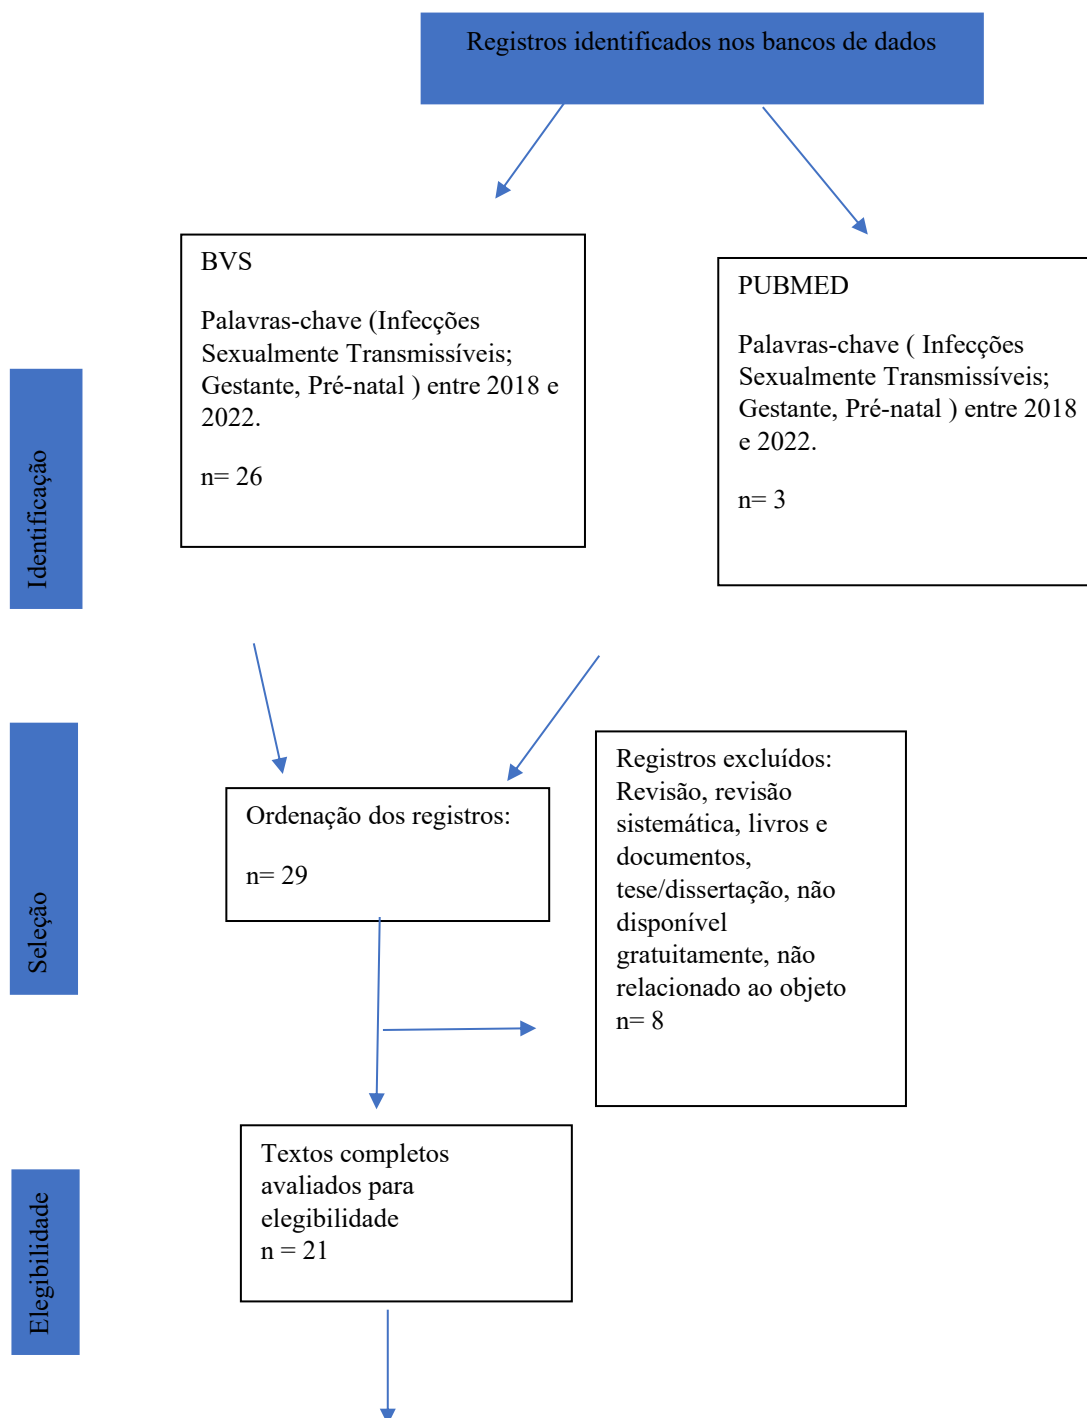 Registros identificados nos bancos de dados
BVS
Palavras-chave (Infecções
Sexualmente Transmissíveis;
Gestante, Pré-natal ) entre 2018 e
2022.
n= 26
PUBMED
Palavras-chave ( Infecções
Sexualmente Transmissíveis;
Gestante, Pré-natal ) entre 2018
e 2022.
n= 3
Identificação
Ordenação dos registros:
n= 29
Registros excluídos:
Revisão, revisão
sistemática, livros e
documentos,
tese/dissertação, não
disponível
gratuitamente, não
relacionado ao objeto
n= 8
Seleção
Textos completos
avaliados para
elegibilidade
n = 21
Elegibilidade